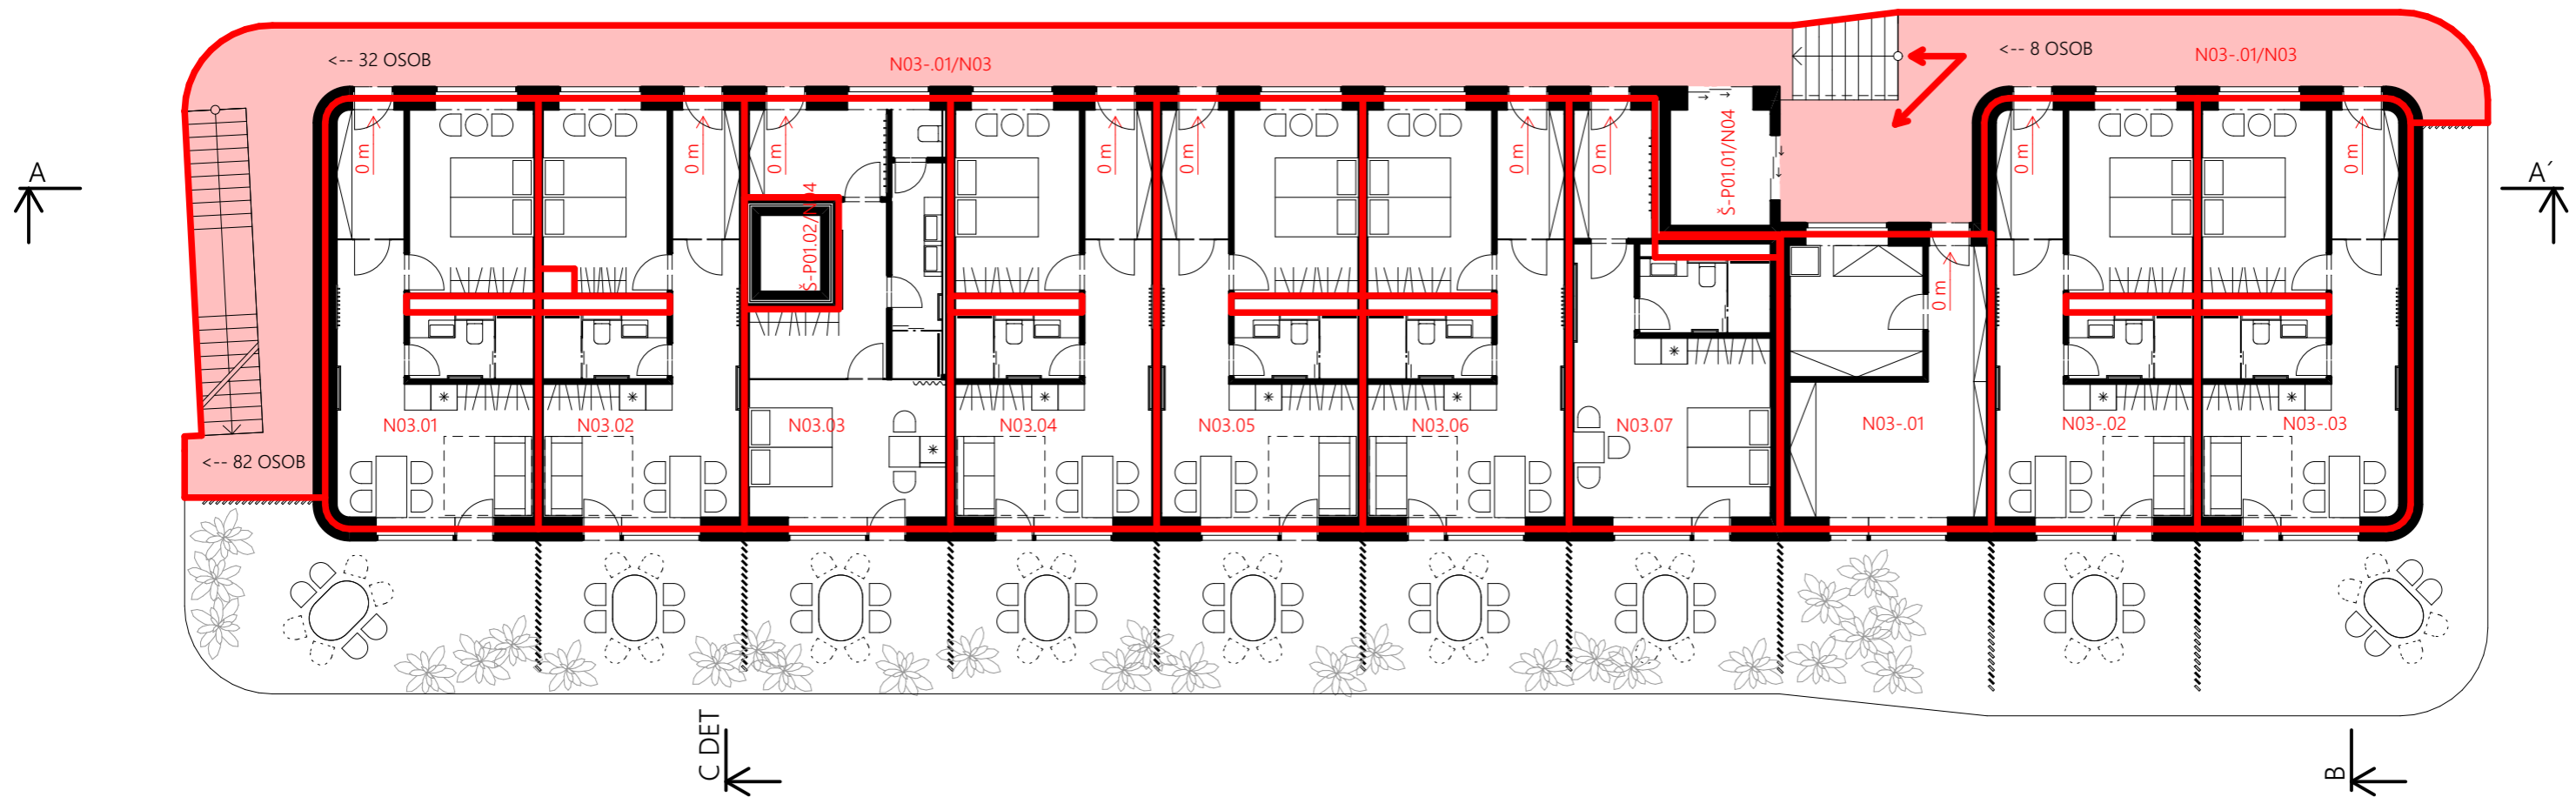 <-- 32 OSOB
N03-.01/N03
<-- 8 OSOB
N03-.01/N03
A
A´
0 m
0 m
0 m
0 m
0 m
0 m
0 m
0 m
0 m
0 m
Š-P01.01/N04
Š-P01.02/N04
N03.01
N03.02
N03.03
N03.04
N03.05
N03.06
N03.07
N03-.01
N03-.02
N03-.03
<-- 82 OSOB
C DET
B